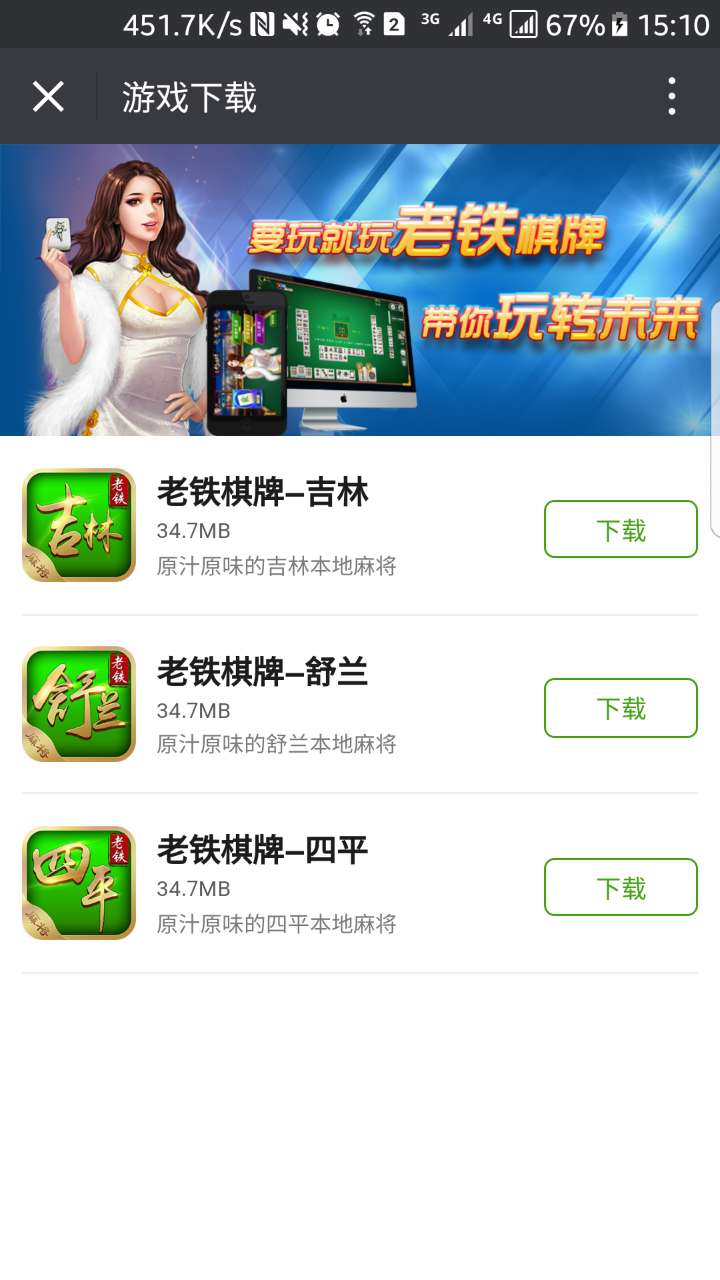 451.7K/s 2 3G 4G 67% 15:10
游戏下载
要玩就玩老铁棋牌
带你玩转未来
老铁
吉林
麻将
老铁棋牌–吉林
34.7MB
原汁原味的吉林本地麻将
下载
老铁
舒兰
麻将
老铁棋牌–舒兰
34.7MB
原汁原味的舒兰本地麻将
下载
老铁
四平
麻将
老铁棋牌–四平
34.7MB
原汁原味的四平本地麻将
下载